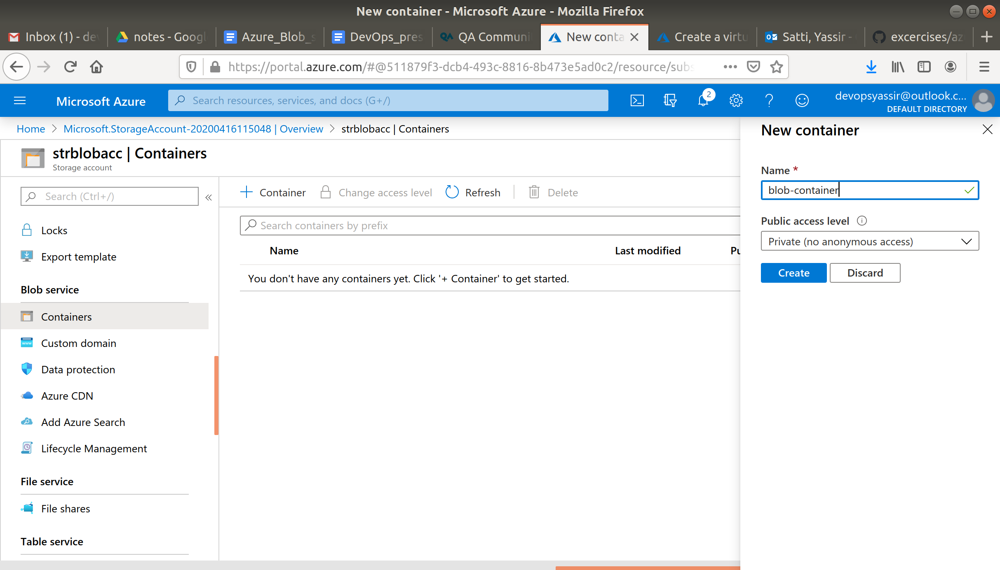 New container - Microsoft Azure - Mozilla Firefox
Inbox (1) - dev
notes - Googl
Azure_Blob_s
DevOps_pres
QA Communi
New conta
Create a virtu
Satti, Yassir -
excercises/az
https://portal.azure.com/#@511879f3-dcb4-493c-8816-8b473e5ad0c2/resource/subs
Microsoft Azure
Search resources, services, and docs (G+/)
2
devopsyassir@outlook.c...
DEFAULT DIRECTORY
Home > Microsoft.StorageAccount-20200416115048 | Overview > strblobacc | Containers
strblobacc | Containers
Storage account
Search (Ctrl+/)
«
Locks
Export template
Blob service
Containers
www
Custom domain
Data protection
Azure CDN
Add Azure Search
Lifecycle Management
File service
File shares
Table service
Container
Change access level
Refresh
Delete
Search containers by prefix
Name
Last modified
Pu
You don't have any containers yet. Click '+ Container' to get started.
New container
Name *
blob-container
Public access level
Private (no anonymous access)
Create
Discard